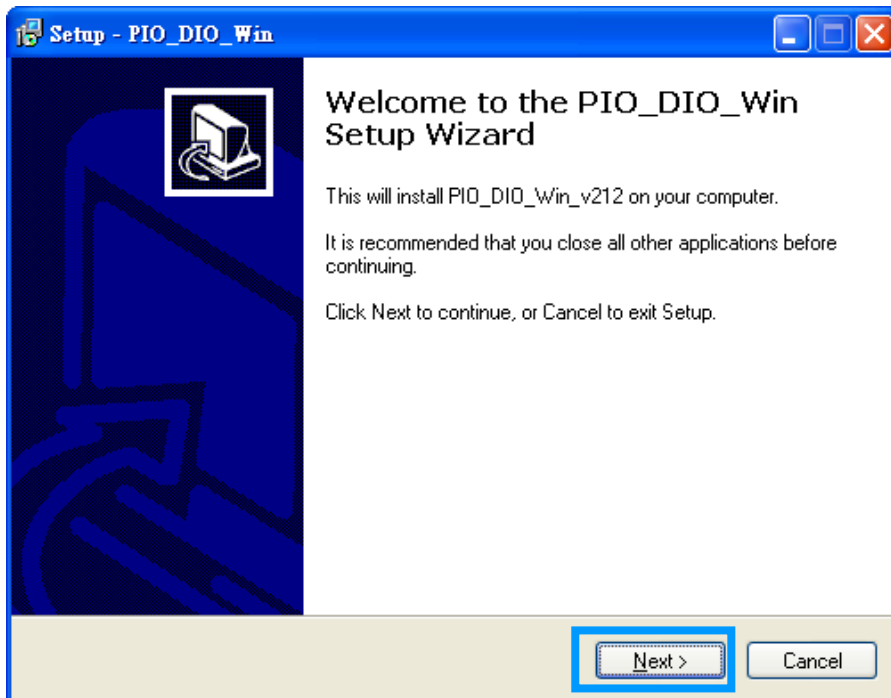 Setup - PIO_DIO_Win
Welcome to the PIO_DIO_Win
Setup Wizard
This will install PIO_DIO_Win_v212 on your computer.
It is recommended that you close all other applications before
continuing.
Click Next to continue, or Cancel to exit Setup.
Next >
Cancel